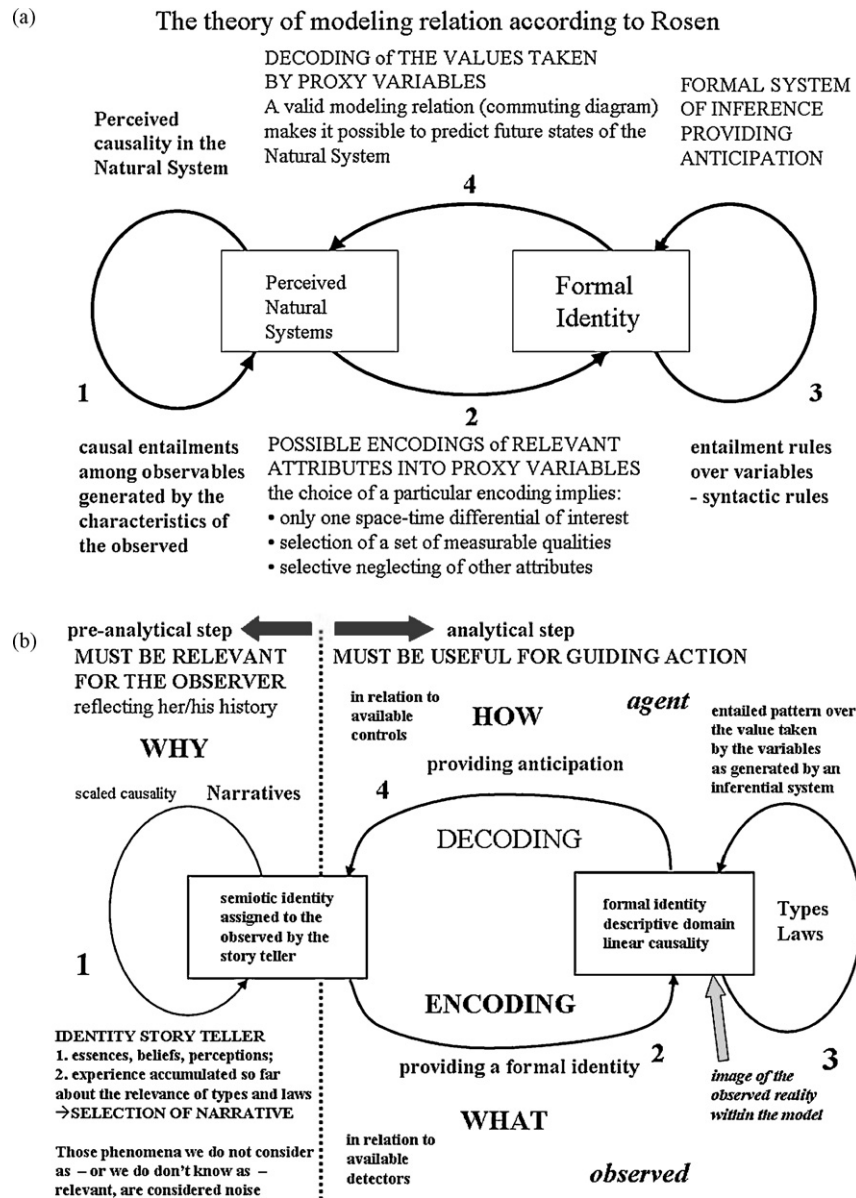 (a)
The theory of modeling relation according to Rosen
DECODING of THE VALUES TAKEN
BY PROXY VARIABLES
A valid modeling relation (commuting diagram)
makes it possible to predict future states of the
Natural System
FORMAL SYSTEM
OF INFERENCE
PROVIDING
ANTICIPATION
Perceived
causality in the
Natural System
4
Perceived
Natural
Systems
Formal
Identity
1
2
3
causal entailments
among observables
generated by the
characteristics of
the observed
POSSIBLE ENCODINGS of RELEVANT
ATTRIBUTES INTO PROXY VARIABLES
the choice of a particular encoding implies:
• only one space-time differential of interest
• selection of a set of measurable qualities
• selective neglecting of other attributes
entailment rules
over variables
- syntactic rules
(b)
pre-analytical step
MUST BE RELEVANT
FOR THE OBSERVER
reflecting her/his history
WHY
analytical step
MUST BE USEFUL FOR GUIDING ACTION
in relation to
available
controls
HOW
agent
entailed pattern over
the value taken
by the variables
as generated by an
inferential system
providing anticipation
scaled causality
Narratives
4
DECODING
semiotic identity
assigned to the
observed by the
story teller
formal identity
descriptive domain
linear causality
Types
Laws
1
ENCODING
2
3
providing a formal identity
IDENTITY STORY TELLER
1. essences, beliefs, perceptions;
2. experience accumulated so far
about the relevance of types and laws
→SELECTION OF NARRATIVE
image of the
observed reality
within the model
WHAT
Those phenomena we do not consider
as – or we do don't know as –
relevant, are considered noise
in relation to
available
detectors
observed